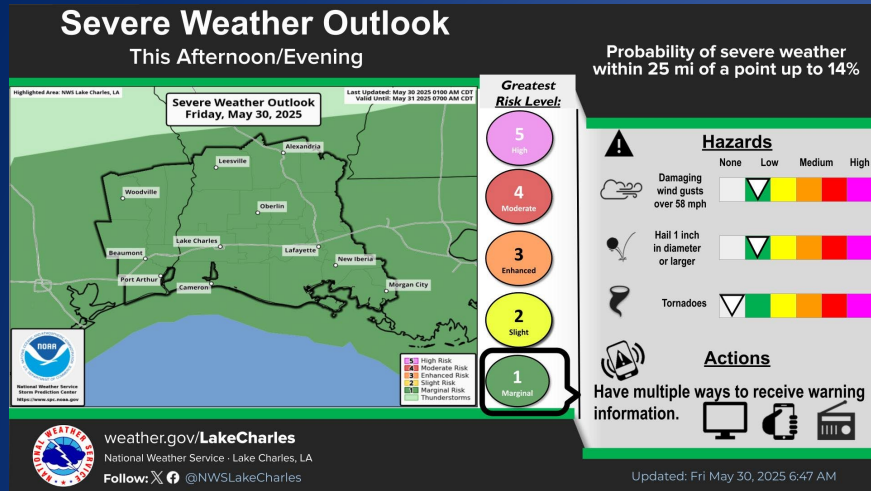 Severe Weather Outlook
This Afternoon/Evening
Probability of severe weather
within 25 mi of a point up to 14%
Highlighted Area: NWS Lake Charles, LA
Last Updated: May 30 2025 0100 AM CDT
Valid Until: May 31 2025 0700 AM CDT
Severe Weather Outlook
Friday, May 30, 2025
Alexandria
Leesville
Woodville
Oberlin
Lake Charles
Lafayette
Beaumont
New Iberia
Port Arthur
Cameron
Morgan City
NOAA
National Weather Service
Storm Prediction Center
https://www.spc.noaa.gov
5 High Risk
4 Moderate Risk
3 Enhanced Risk
2 Slight Risk
1 Marginal Risk
Thunderstorms
Greatest
Risk Level:
5
High
4
Moderate
3
Enhanced
2
Slight
1
Marginal
Hazards
None Low Medium High
Damaging
wind gusts
over 58 mph
Hail 1 inch
in diameter
or larger
Tornadoes
Actions
Have multiple ways to receive warning
information.
NATIONAL WEATHER SERVICE
weather.gov/LakeCharles
National Weather Service · Lake Charles, LA
Follow: @NWSLakeCharles
Updated: Fri May 30, 2025 6:47 AM